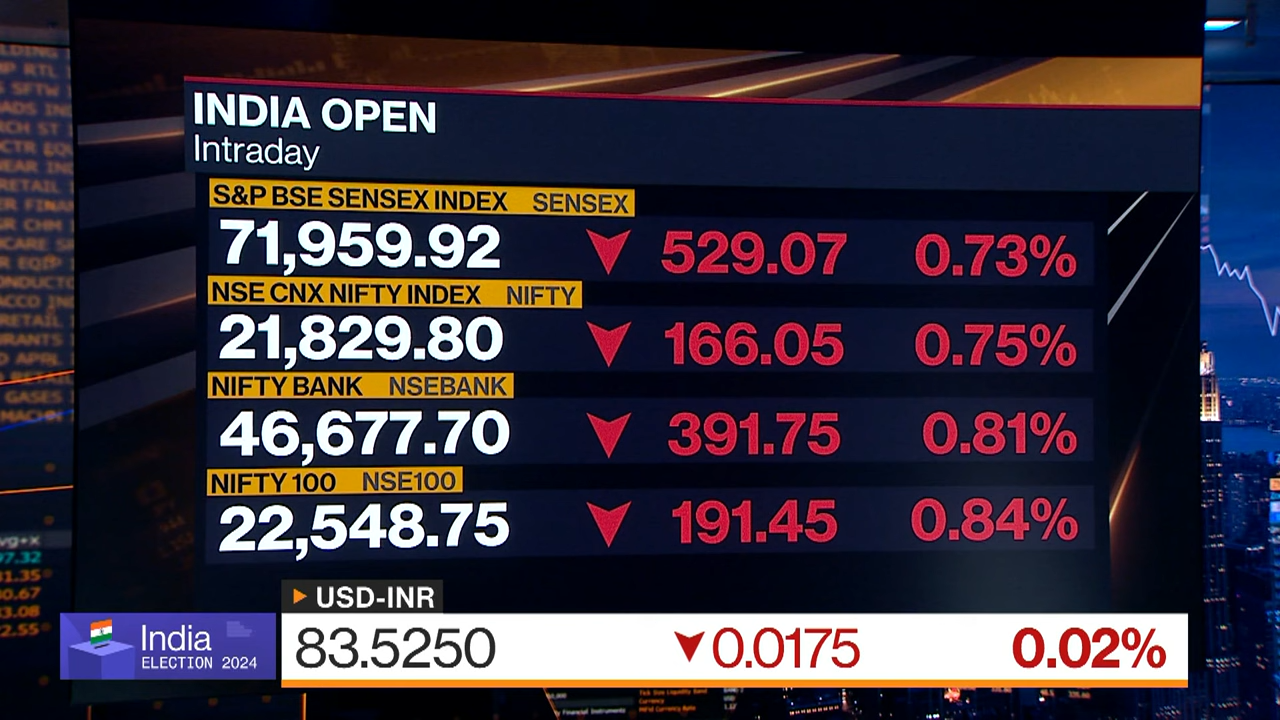 INDIA OPEN
Intraday
S&P BSE SENSEX INDEX SENSEX
71,959.92 ▼ 529.07 0.73%
NSE CNX NIFTY INDEX NIFTY
21,829.80 ▼ 166.05 0.75%
NIFTY BANK NSEBANK
46,677.70 ▼ 391.75 0.81%
NIFTY 100 NSE100
22,548.75 ▼ 191.45 0.84%
USD-INR
83.5250 ▼0.0175 0.02%
India
ELECTION 2024